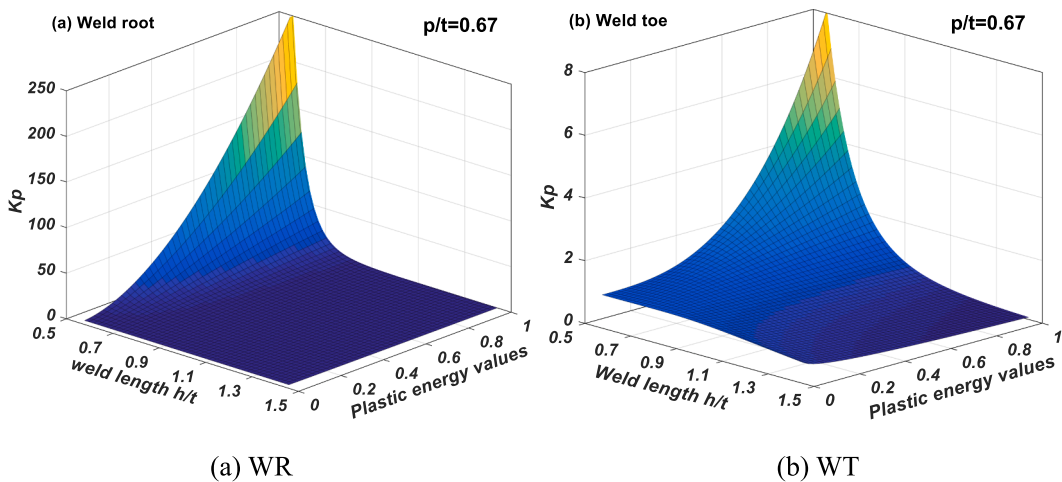 (a) Weld root
p/t=0.67
250
200
150
100
50
0
Kp
0.5
0.7
0.9
1.1
1.3
1.5
weld length h/t
0
0.2
0.4
0.6
0.8
1
Plastic energy values
(a) WR
(b) Weld toe
p/t=0.67
8
6
4
2
0
Kp
0.5
0.7
0.9
1.1
1.3
1.5
Weld length h/t
0
0.2
0.4
0.6
0.8
1
Plastic energy values
(b) WT